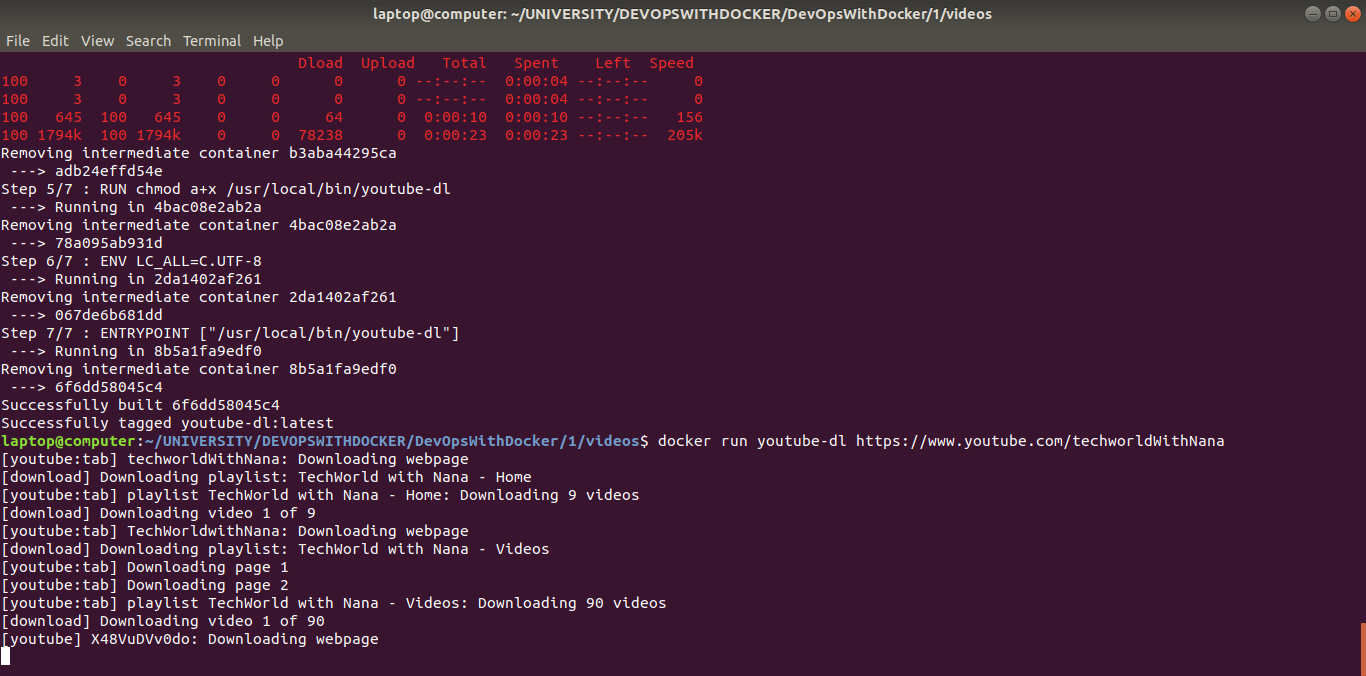 laptop@computer: ~/UNIVERSITY/DEVOPSWITHDOCKER/DevOpsWithDocker/1/videos
File Edit View Search Terminal Help
                                 Dload  Upload   Total   Spent    Left  Speed
100     3    0     3    0     0      0      0 --:--:--  0:00:04 --:--:--     0
100     3    0     3    0     0      0      0 --:--:--  0:00:04 --:--:--     0
100   645  100   645    0     0     64      0  0:00:10  0:00:10 --:--:--   156
100 1794k  100 1794k    0     0  78238      0  0:00:23  0:00:23 --:--:--  205k
Removing intermediate container b3aba44295ca
 ---> adb24effd54e
Step 5/7 : RUN chmod a+x /usr/local/bin/youtube-dl
 ---> Running in 4bac08e2ab2a
Removing intermediate container 4bac08e2ab2a
 ---> 78a095ab931d
Step 6/7 : ENV LC_ALL=C.UTF-8
 ---> Running in 2da1402af261
Removing intermediate container 2da1402af261
 ---> 067de6b681dd
Step 7/7 : ENTRYPOINT ["/usr/local/bin/youtube-dl"]
 ---> Running in 8b5a1fa9edf0
Removing intermediate container 8b5a1fa9edf0
 ---> 6f6dd58045c4
Successfully built 6f6dd58045c4
Successfully tagged youtube-dl:latest
laptop@computer:~/UNIVERSITY/DEVOPSWITHDOCKER/DevOpsWithDocker/1/videos$ docker run youtube-dl https://www.youtube.com/techworldWithNana
[youtube:tab] techworldWithNana: Downloading webpage
[download] Downloading playlist: TechWorld with Nana - Home
[youtube:tab] playlist TechWorld with Nana - Home: Downloading 9 videos
[download] Downloading video 1 of 9
[youtube:tab] TechWorldwithNana: Downloading webpage
[download] Downloading playlist: TechWorld with Nana - Videos
[youtube:tab] Downloading page 1
[youtube:tab] Downloading page 2
[youtube:tab] playlist TechWorld with Nana - Videos: Downloading 90 videos
[download] Downloading video 1 of 90
[youtube] X48VuDVv0do: Downloading webpage